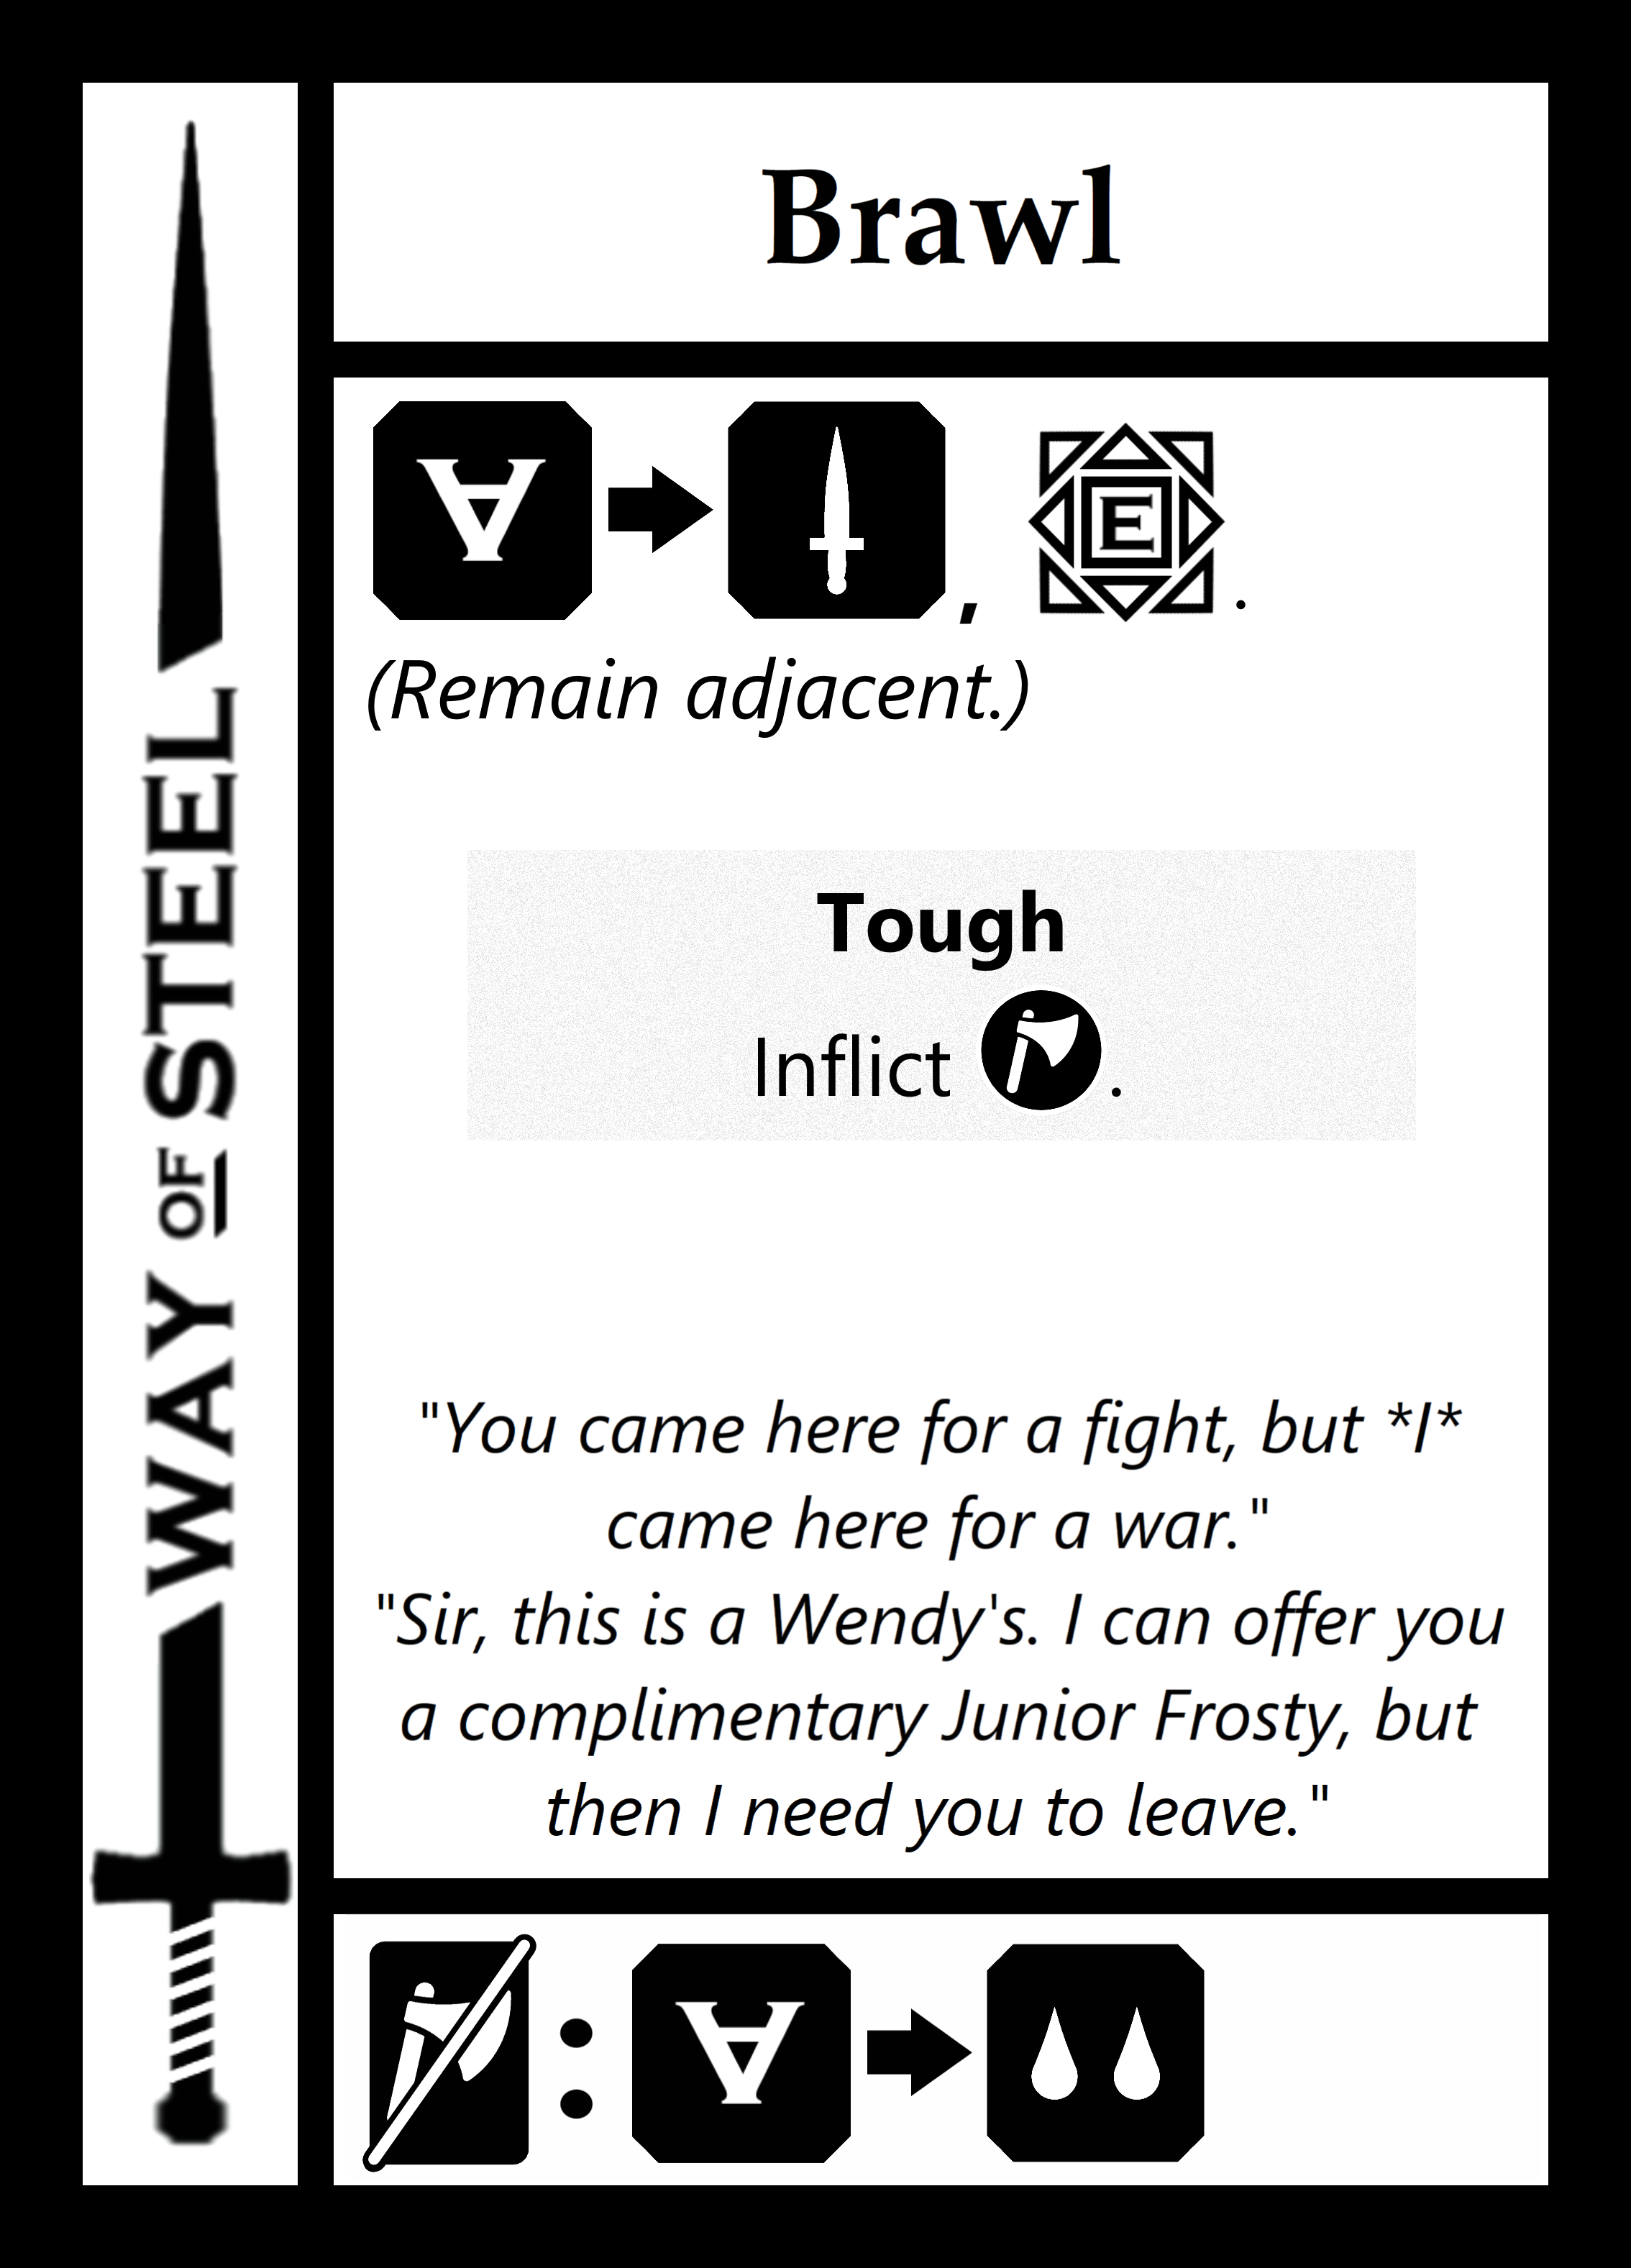 WAY OF STEEL
Brawl
∀ , E .
(Remain adjacent.)
Tough
Inflict .
"You came here for a fight, but *I*
came here for a war."
"Sir, this is a Wendy's. I can offer you
a complimentary Junior Frosty, but
then I need you to leave."
: ∀